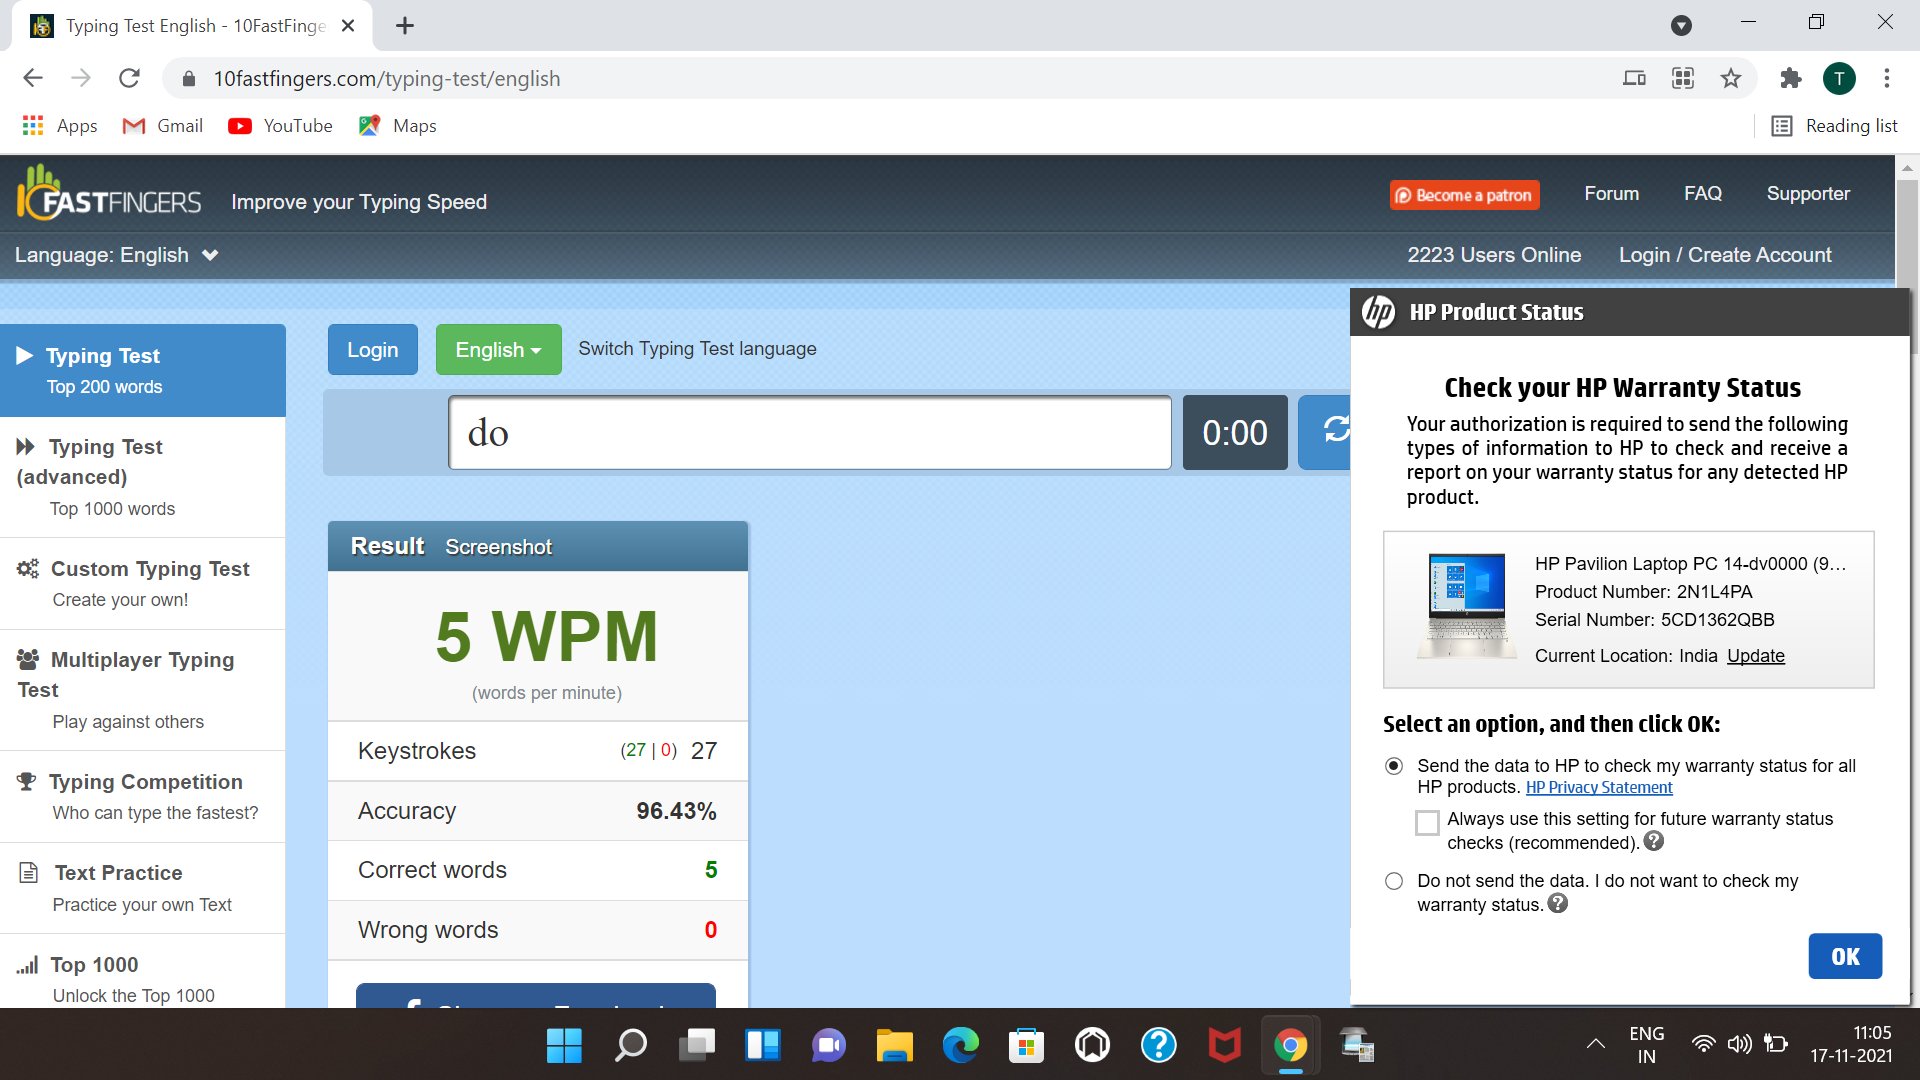 Typing Test English - 10FastFinge
10fastfingers.com/typing-test/english
T
Apps
Gmail
YouTube
Maps
Reading list
FASTFINGERS
Improve your Typing Speed
Become a patron
Forum
FAQ
Supporter
Language: English
2223 Users Online
Login / Create Account
Typing Test
Top 200 words
Typing Test
(advanced)
Top 1000 words
Custom Typing Test
Create your own!
Multiplayer Typing
Test
Play against others
Typing Competition
Who can type the fastest?
Text Practice
Practice your own Text
Top 1000
Unlock the Top 1000
Login
English
Switch Typing Test language
do
0:00
Result
Screenshot
5 WPM
(words per minute)
Keystrokes (27 | 0) 27
Accuracy 96.43%
Correct words 5
Wrong words 0
hp
HP Product Status
Check your HP Warranty Status
Your authorization is required to send the following
types of information to HP to check and receive a
report on your warranty status for any detected HP
product.
HP Pavilion Laptop PC 14-dv0000 (9...
Product Number: 2N1L4PA
Serial Number: 5CD1362QBB
Current Location: India Update
Select an option, and then click OK:
Send the data to HP to check my warranty status for all
HP products. HP Privacy Statement
Always use this setting for future warranty status
checks (recommended). ?
Do not send the data. I do not want to check my
warranty status. ?
OK
ENG
IN
11:05
17-11-2021